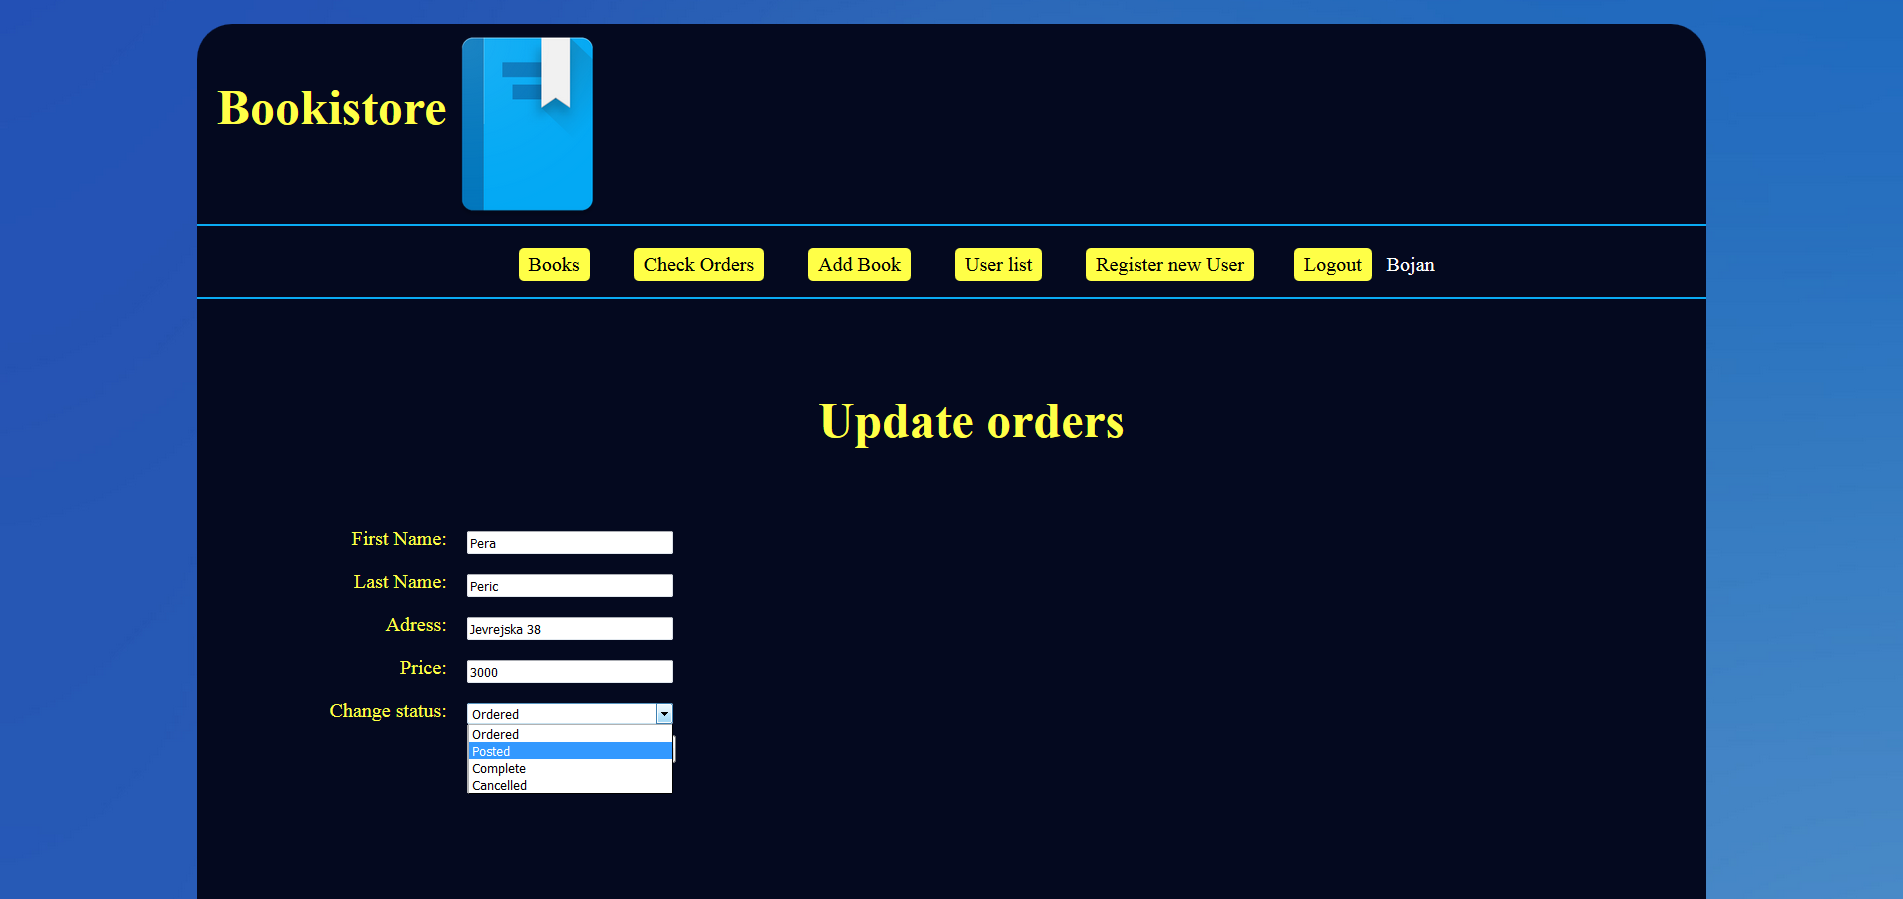 Bookistore
Books Check Orders Add Book User list Register new User Logout Bojan
Update orders
First Name: Pera
Last Name: Peric
Adress: Jevrejska 38
Price: 3000
Change status: Ordered
Ordered
Posted
Complete
Cancelled